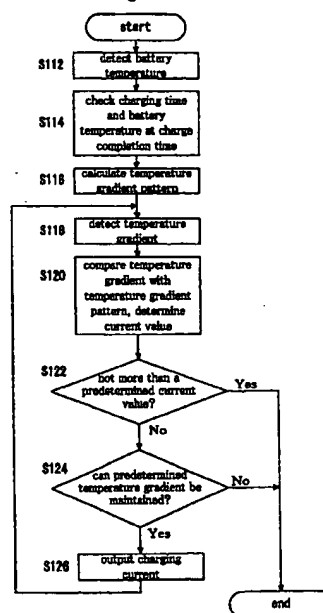 start
S112
detect battery
temperature
S114
check charging time
and battery
temperature at charge
completion time
S116
calculate temperature
gradient pattern
S118
detect temperature
gradient
S120
compare temperature
gradient with
temperature gradient
pattern, determine
current value
S122
not more than a
predetermined current
value?
Yes
No
S124
can predetermined
temperature gradient be
maintained?
No
Yes
S126
output charging
current
end